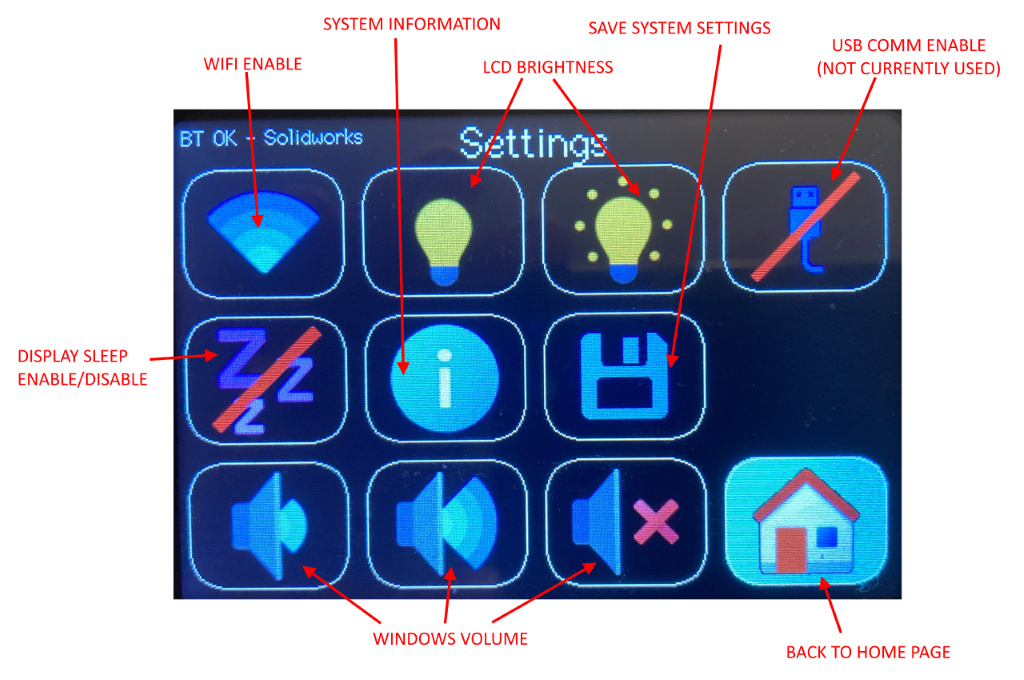 SYSTEM INFORMATION
SAVE SYSTEM SETTINGS
USB COMM ENABLE
(NOT CURRENTLY USED)
WIFI ENABLE
LCD BRIGHTNESS
BT OK - Solidworks
Settings
Z
Z
Z
i
DISPLAY SLEEP
ENABLE/DISABLE
WINDOWS VOLUME
BACK TO HOME PAGE